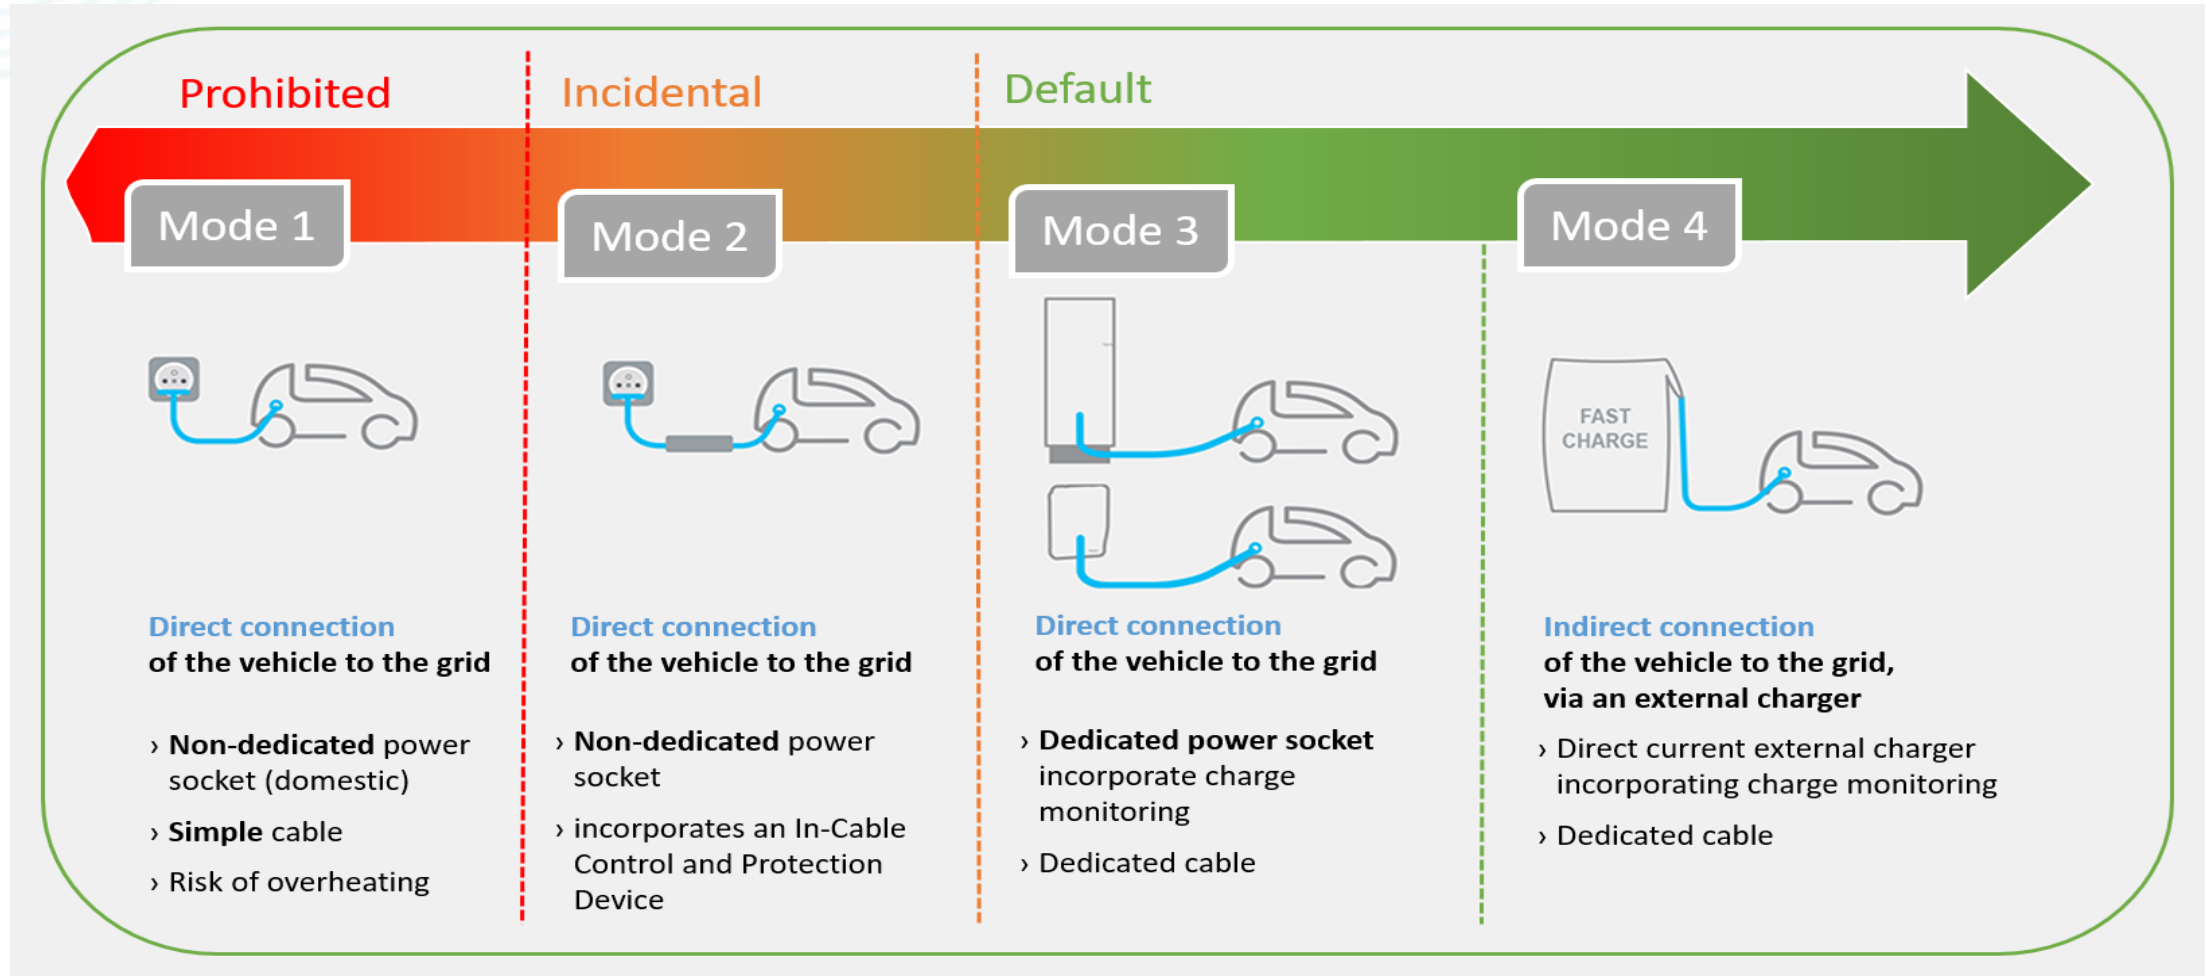 Prohibited
Incidental
Default
Mode 1
Mode 2
Mode 3
Mode 4
FAST
CHARGE
Direct connection
of the vehicle to the grid
› Non-dedicated power
socket (domestic)
› Simple cable
› Risk of overheating
Direct connection
of the vehicle to the grid
› Non-dedicated power
socket
› incorporates an In-Cable
Control and Protection
Device
Direct connection
of the vehicle to the grid
› Dedicated power socket
incorporate charge
monitoring
› Dedicated cable
Indirect connection
of the vehicle to the grid,
via an external charger
› Direct current external charger
incorporating charge monitoring
› Dedicated cable